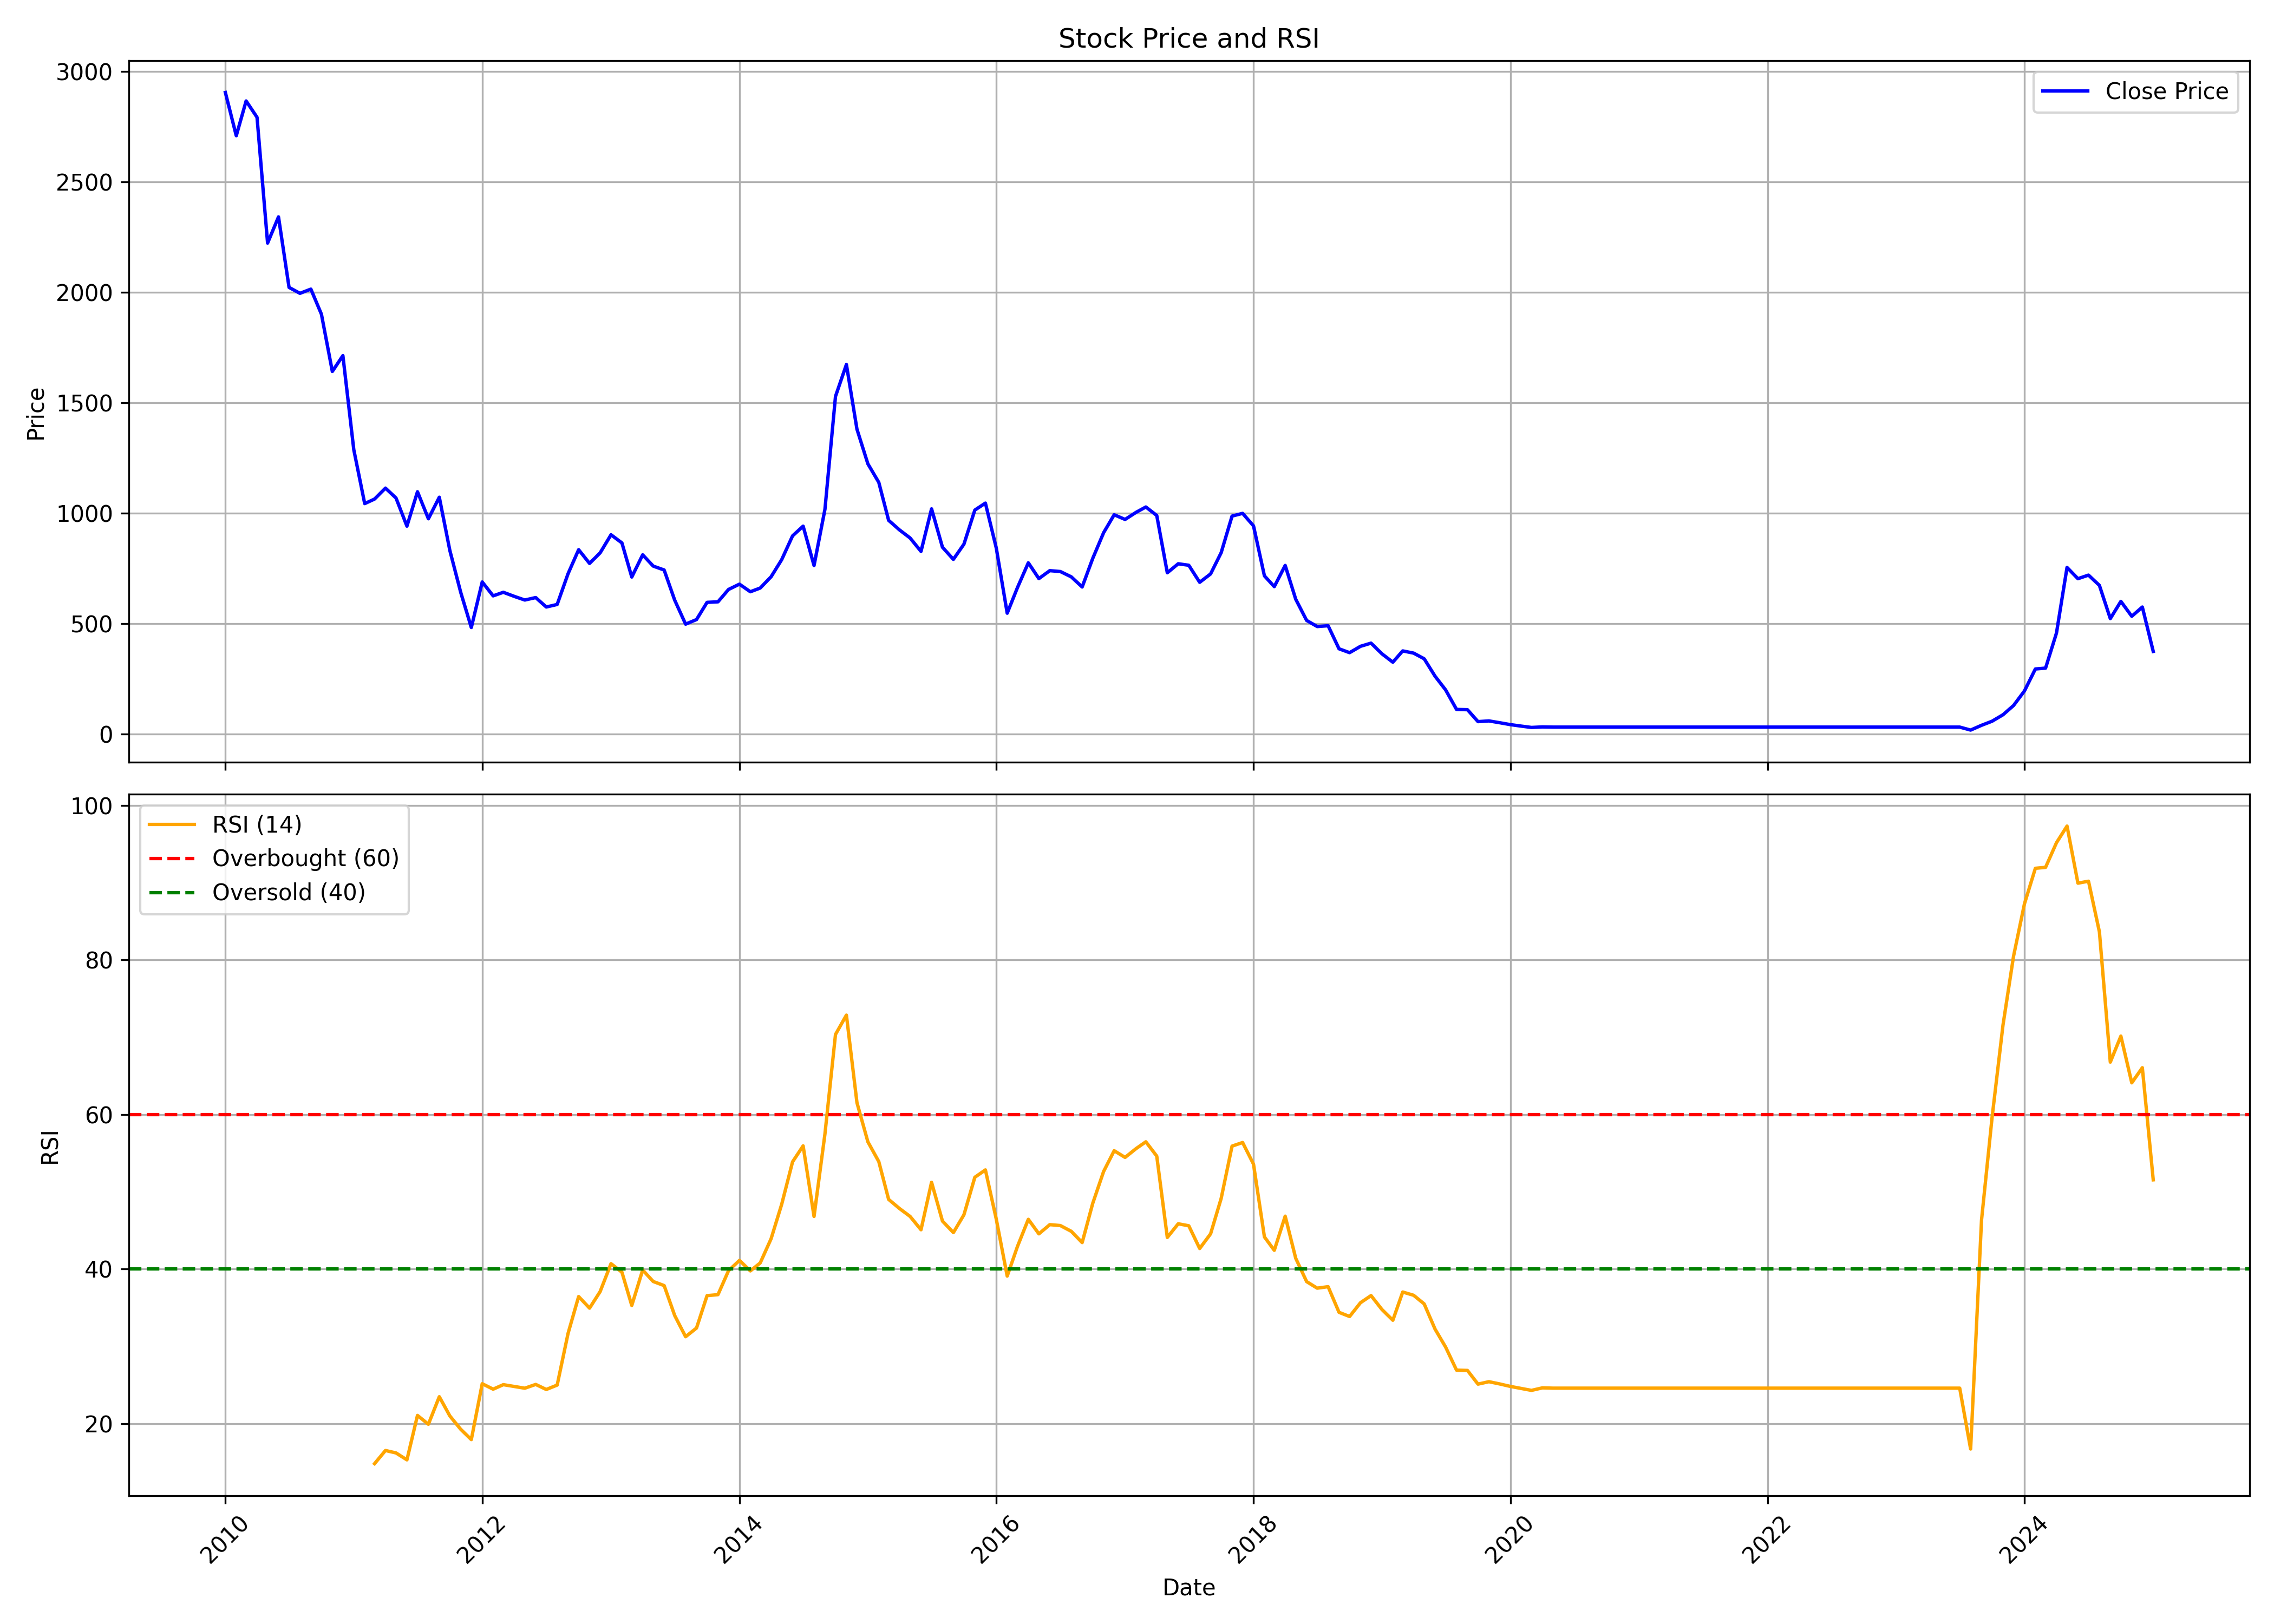 Stock Price and RSI
3000
2500
2000
1500
1000
500
0
Price
Close Price
100
80
60
40
20
RSI
RSI (14)
Overbought (60)
Oversold (40)
2010
2012
2014
2016
2018
2020
2022
2024
Date